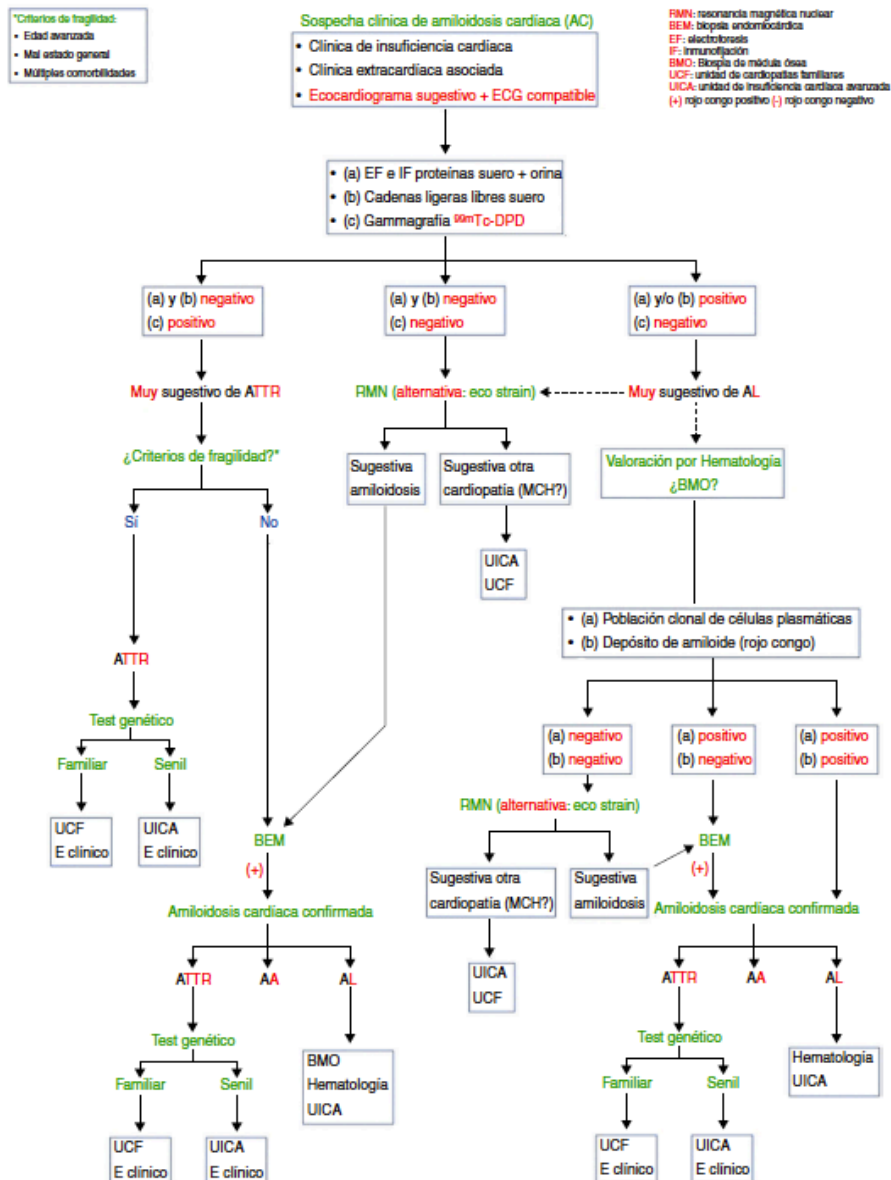 *Criterios de fragilidad:
• Edad avanzada
• Mal estado general
• Múltiples comorbilidades
Sospecha clínica de amiloidosis cardíaca (AC)
• Clínica de insuficiencia cardíaca
• Clínica extracardíaca asociada
• Ecocardiograma sugestivo + ECG compatible
RMN: resonancia magnética nuclear
BEM: biopsia endomiocárdica
EF: electroforesis
IF: inmunofijación
BMO: Biopsia de médula ósea
UCF: unidad de cardiopatías familiares
UICA: unidad de insuficiencia cardíaca avanzada
(+) rojo congo positivo (-) rojo congo negativo
• (a) EF e IF proteínas suero + orina
• (b) Cadenas ligeras libres suero
• (c) Gammagrafía 99mTc-DPD
(a) y (b) negativo
(c) positivo
(a) y (b) negativo
(c) negativo
(a) y/o (b) positivo
(c) negativo
Muy sugestivo de ATTR
RMN (alternativa: eco strain)
Muy sugestivo de AL
¿Criterios de fragilidad?*
Sugestiva
amiloidosis
Sugestiva otra
cardiopatía (MCH?)
Valoración por Hematología
¿BMO?
Sí
No
UICA
UCF
• (a) Población clonal de células plasmáticas
• (b) Depósito de amiloide (rojo congo)
ATTR
Test genético
Familiar
Senil
UCF
E clínico
UICA
E clínico
(a) negativo
(b) negativo
(a) positivo
(b) negativo
(a) positivo
(b) positivo
RMN (alternativa: eco strain)
BEM
(+)
BEM
(+)
Sugestiva otra
cardiopatía (MCH?)
Sugestiva
amiloidosis
Amiloidosis cardíaca confirmada
Amiloidosis cardíaca confirmada
UICA
UCF
ATTR
AA
AL
ATTR
AA
AL
Test genético
BMO
Hematología
UICA
Test genético
Hematología
UICA
Familiar
Senil
Familiar
Senil
UCF
E clínico
UICA
E clínico
UCF
E clínico
UICA
E clínico